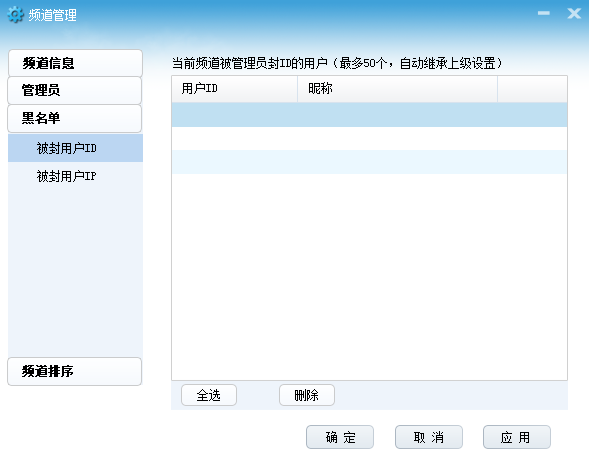 频道管理
频道信息
管理员
黑名单
被封用户ID
被封用户IP
频道排序
当前频道被管理员封ID的用户（最多50个，自动继承上级设置）
用户ID 昵称
全选 删除
确定 取消 应用